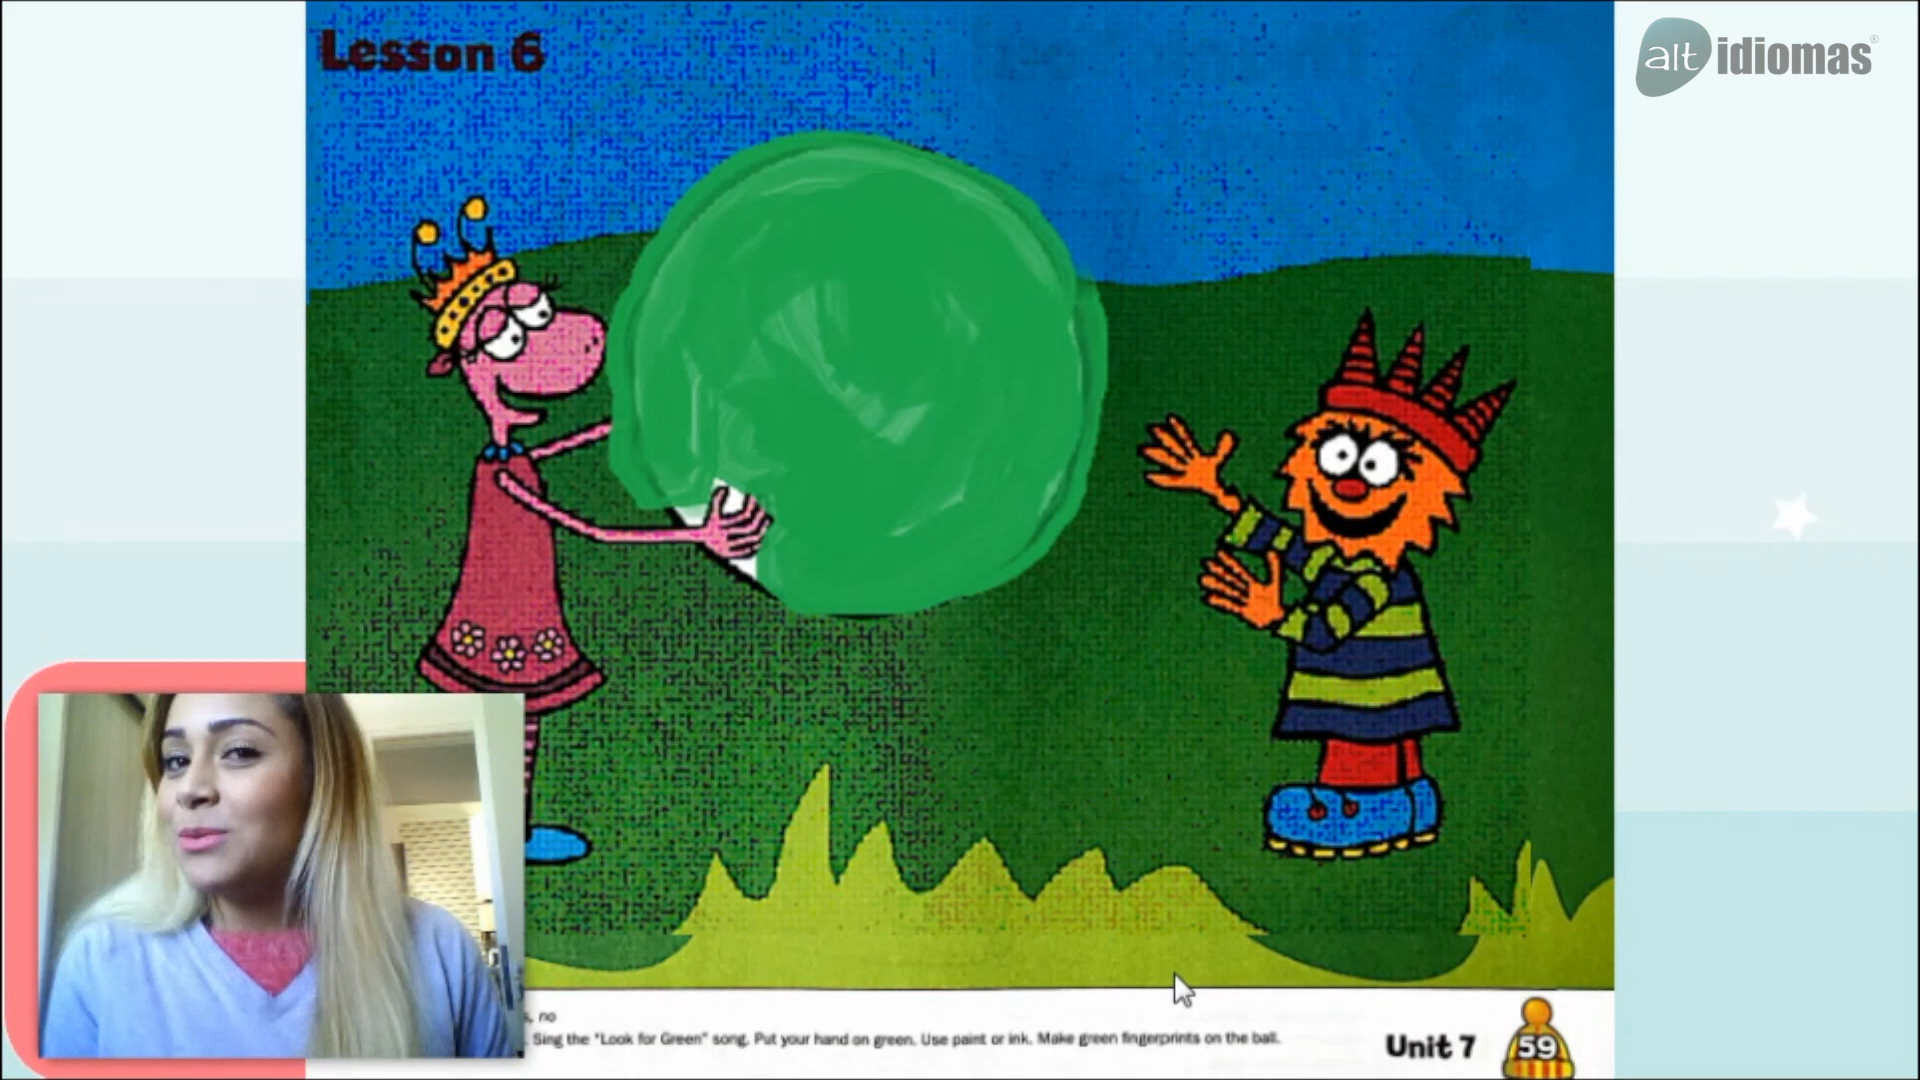 Lesson 6
alt idiomas®
, no
. Sing the "Look for Green" song. Put your hand on green. Use paint or ink. Make green fingerprints on the ball.
Unit 7
59